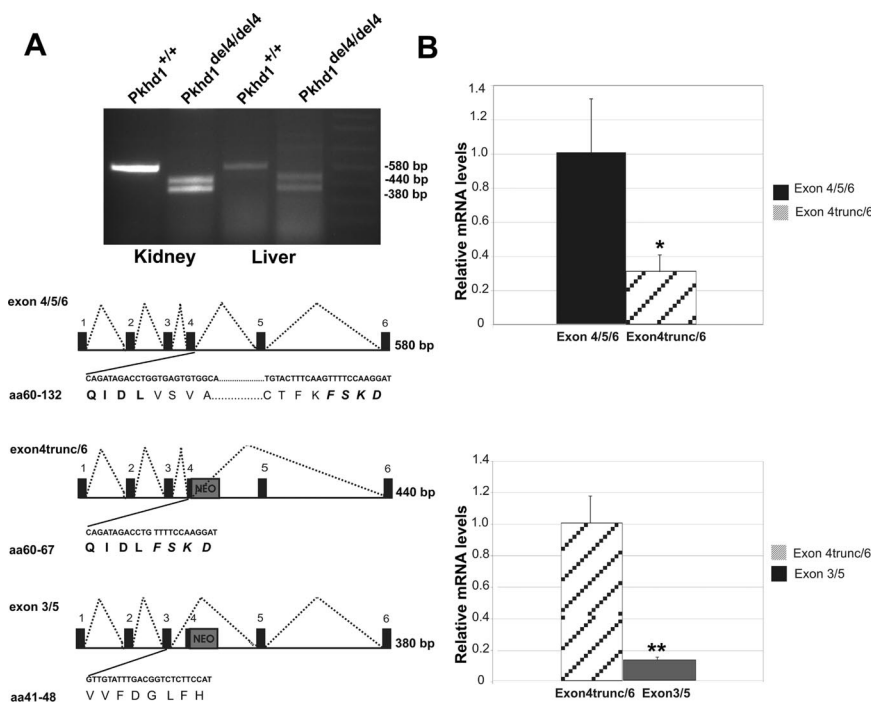 A
Pkhd1+/+
Pkhd1del4/del4
Pkhd1+/+
Pkhd1del4/del4
-580 bp
-440 bp
-380 bp
Kidney
Liver
exon 4/5/6
1 2 3 4 5 6
580 bp
CAGATAGACCTGGTGAGTGTGGCA......................TGTACTTTCAAGTTTTCCAAGGAT
aa60-132
Q I D L V S V A...............C T F K F S K D
exon4trunc/6
1 2 3 4 5 6
NEO
440 bp
CAGATAGACCTG TTTTCCAAGGAT
aa60-67
Q I D L F S K D
exon 3/5
1 2 3 4 5 6
NEO
380 bp
GTTGTATTTGACGGTCTCTTCCAT
aa41-48
V V F D G L F H
B
Relative mRNA levels
1.4
1.2
1.0
0.8
0.6
0.4
0.2
0
*
Exon 4/5/6 Exon4trunc/6
Exon 4/5/6
Exon 4trunc/6
Relative mRNA levels
1.4
1.2
1.0
0.8
0.6
0.4
0.2
0
**
Exon4trunc/6 Exon3/5
Exon 4trunc/6
Exon 3/5